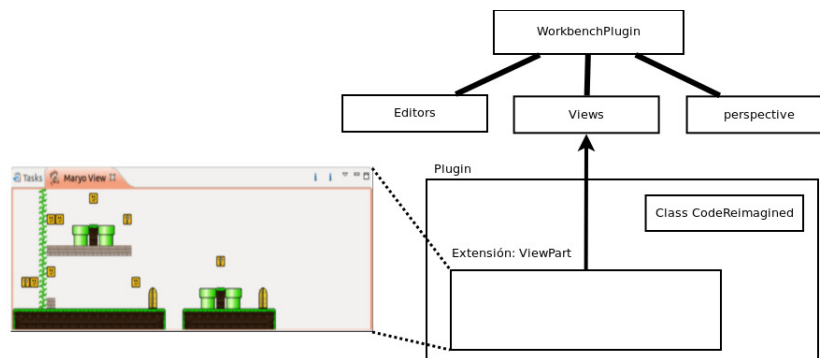 WorkbenchPlugin
Editors
Views
perspective
Plugin
Tasks
Maryo View
Class CodeReimagined
Extensión: ViewPart